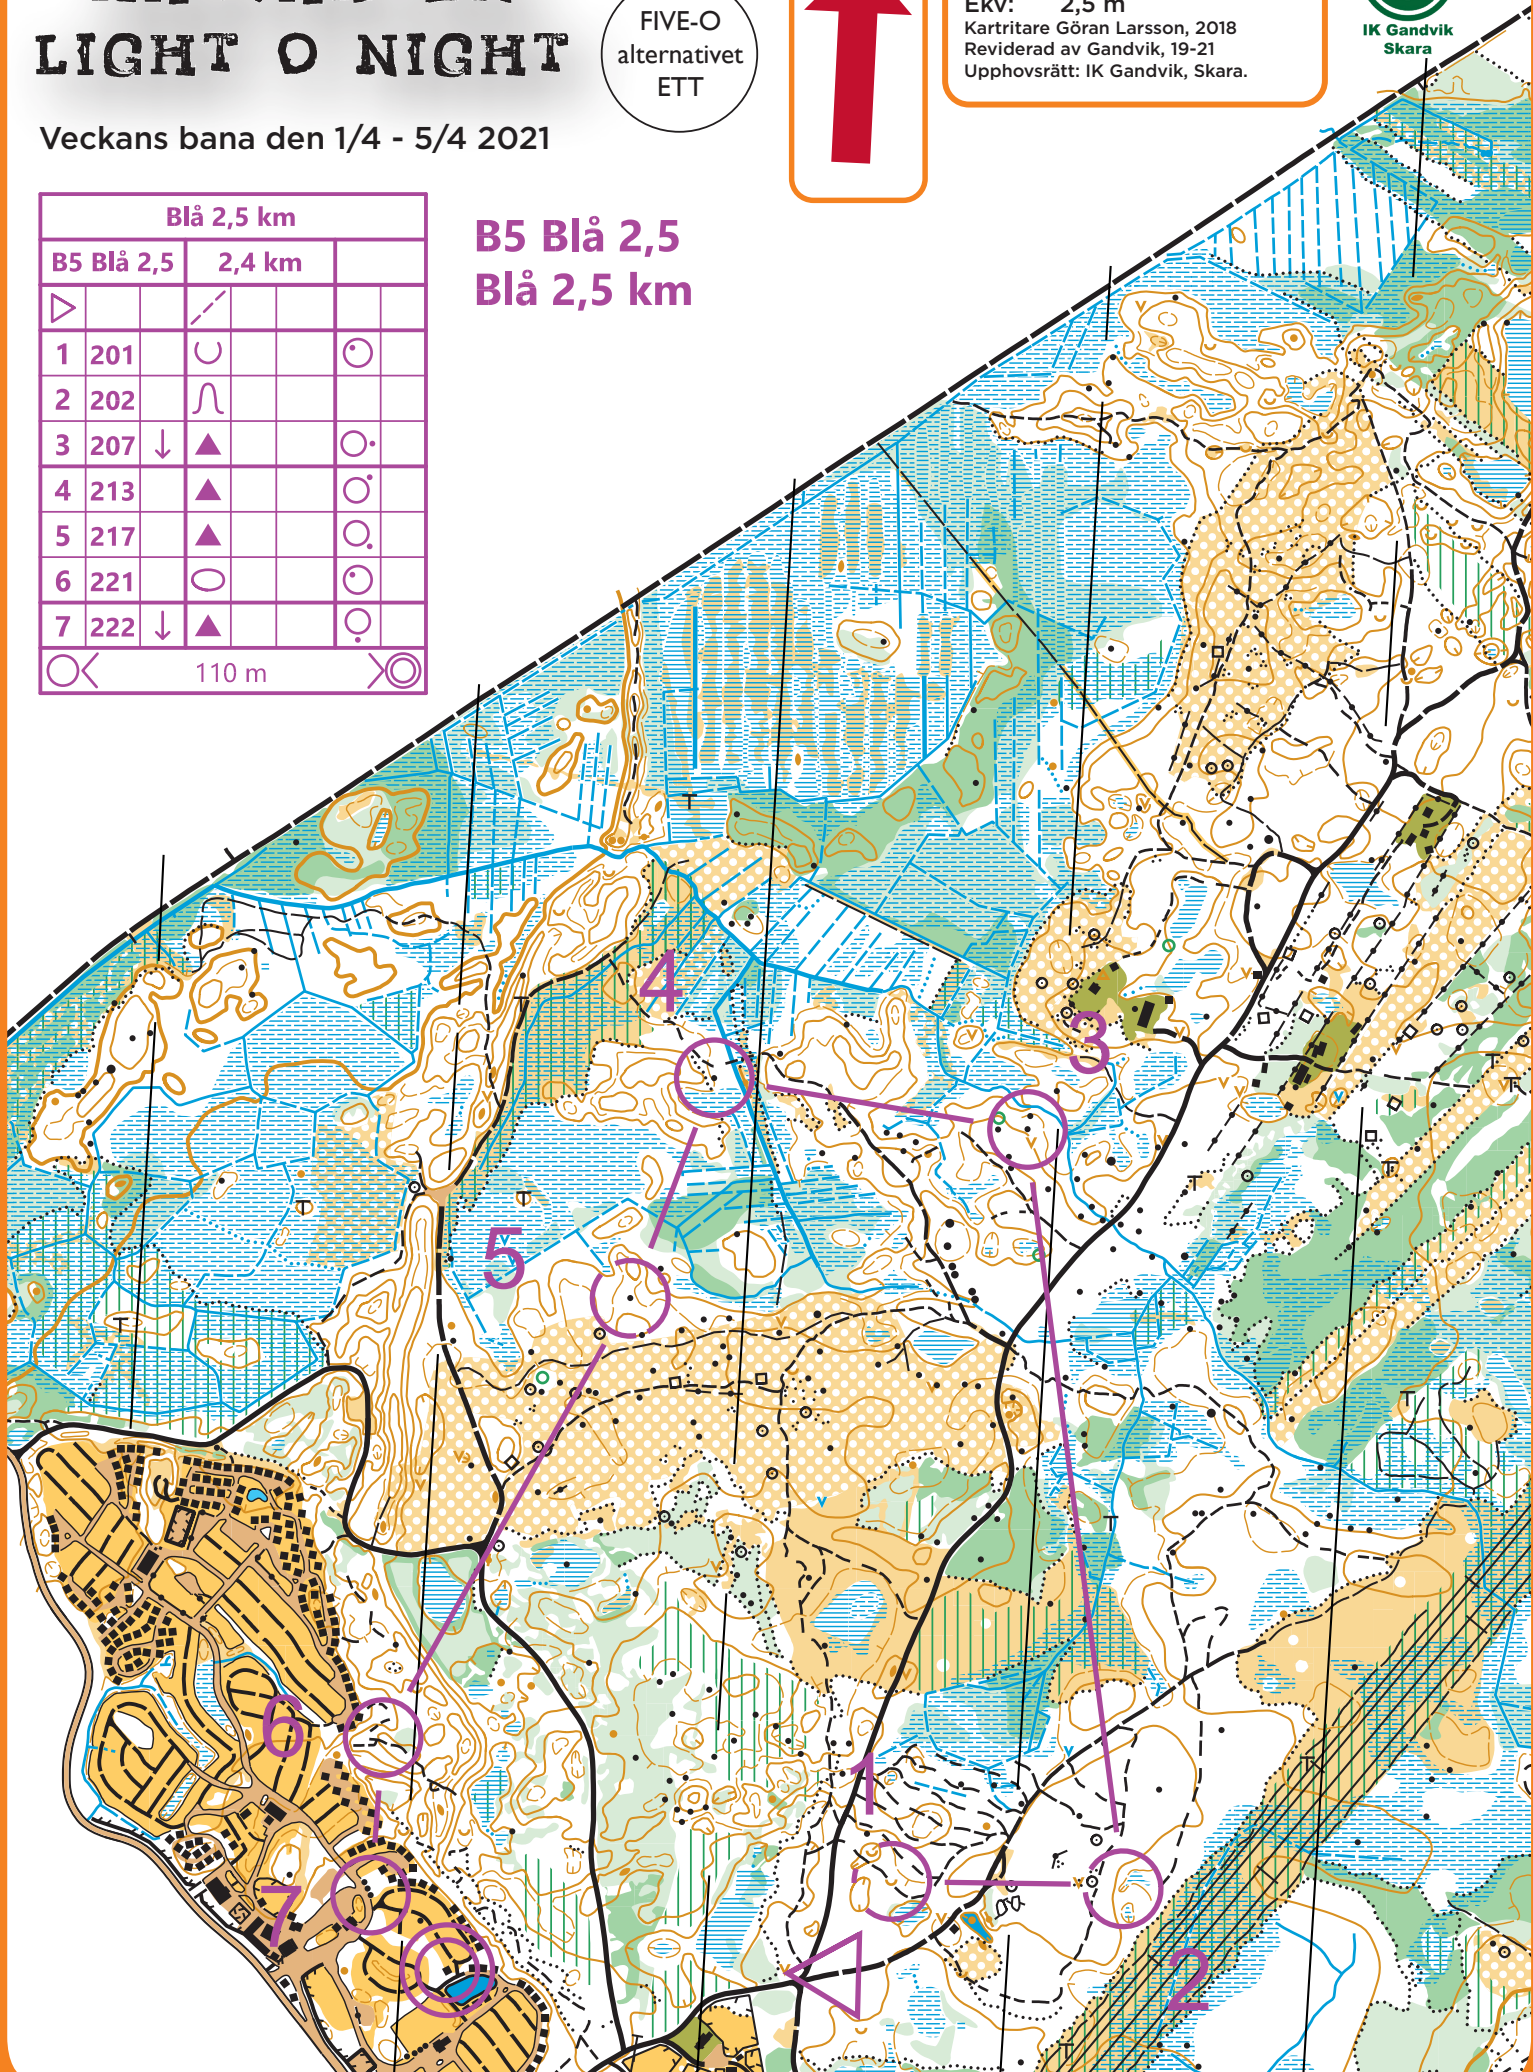 LIGHT O NIGHT
FIVE-O
alternativet
ETT
Ekv: 2,5 m
Kartritare Göran Larsson, 2018
Reviderad av Gandvik, 19-21
Upphovsrätt: IK Gandvik, Skara.
IK Gandvik
Skara
Veckans bana den 1/4 - 5/4 2021
Blå 2,5 km
B5 Blå 2,5 2,4 km
1 201
2 202
3 207
4 213
5 217
6 221
7 222
110 m
B5 Blå 2,5
Blå 2,5 km
4
3
5
6
1
7
2